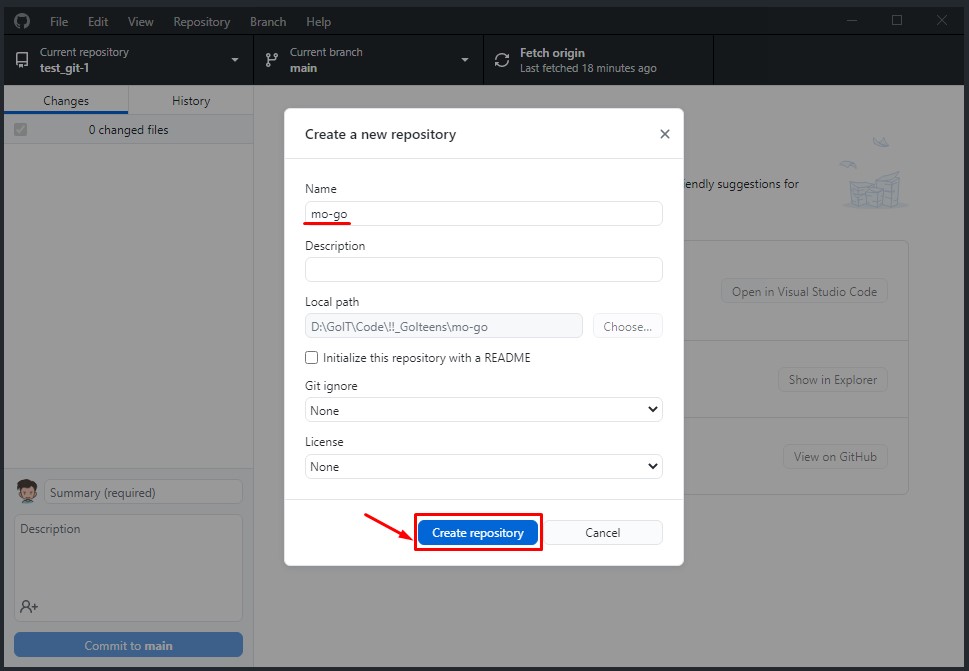 File Edit View Repository Branch Help
Current repository
test_git-1
Current branch
main
Fetch origin
Last fetched 18 minutes ago
Changes History
0 changed files
Create a new repository
Name
mo-go
Description
Local path
D:\GoIT\Code\!!_GoIteens\mo-go
Choose...
Initialize this repository with a README
Git ignore
None
License
None
Create repository
Cancel
iendly suggestions for
Open in Visual Studio Code
Show in Explorer
View on GitHub
Summary (required)
Description
Commit to main